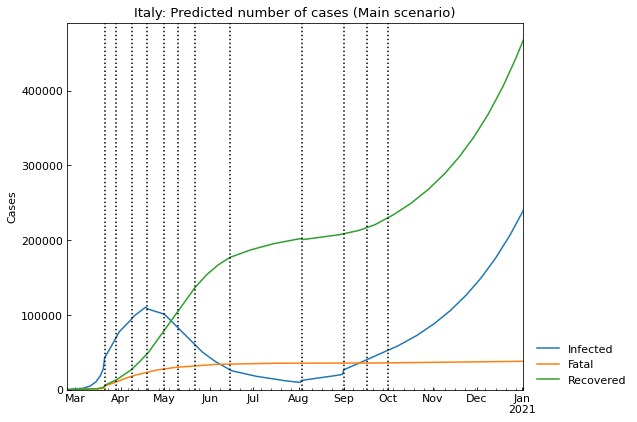 Italy: Predicted number of cases (Main scenario)
400000
300000
200000
100000
0
Cases
Mar Apr May Jun Jul Aug Sep Oct Nov Dec Jan
2021
Infected
Fatal
Recovered